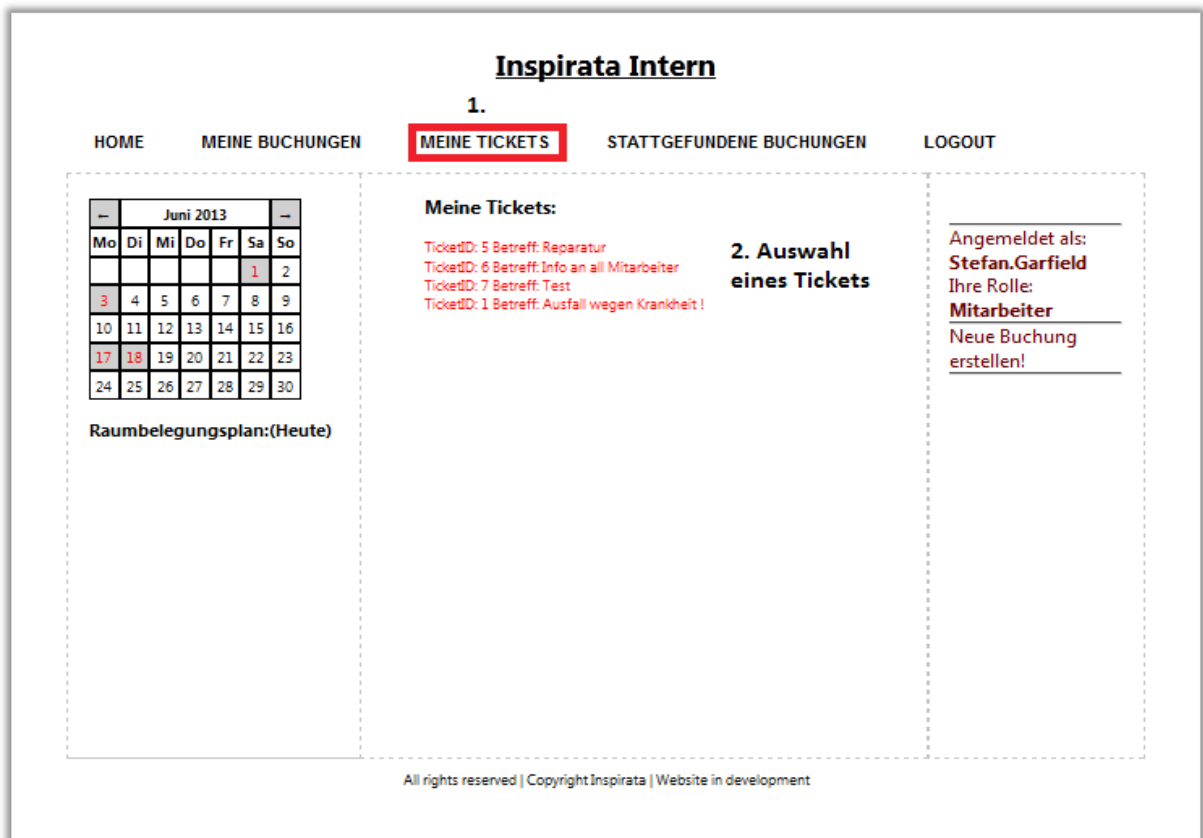 Inspirata Intern
1.
HOME MEINE BUCHUNGEN MEINE TICKETS STATTGEFUNDENE BUCHUNGEN LOGOUT
← Juni 2013 →
Mo Di Mi Do Fr Sa So
1 2
3 4 5 6 7 8 9
10 11 12 13 14 15 16
17 18 19 20 21 22 23
24 25 26 27 28 29 30
Raumbelegungsplan:(Heute)
Meine Tickets:
TicketID: 5 Betreff: Reparatur
TicketID: 6 Betreff: Info an all Mitarbeiter
TicketID: 7 Betreff: Test
TicketID: 1 Betreff: Ausfall wegen Krankheit !
2. Auswahl
eines Tickets
Angemeldet als:
Stefan.Garfield
Ihre Rolle:
Mitarbeiter
Neue Buchung
erstellen!
All rights reserved | Copyright Inspirata | Website in development